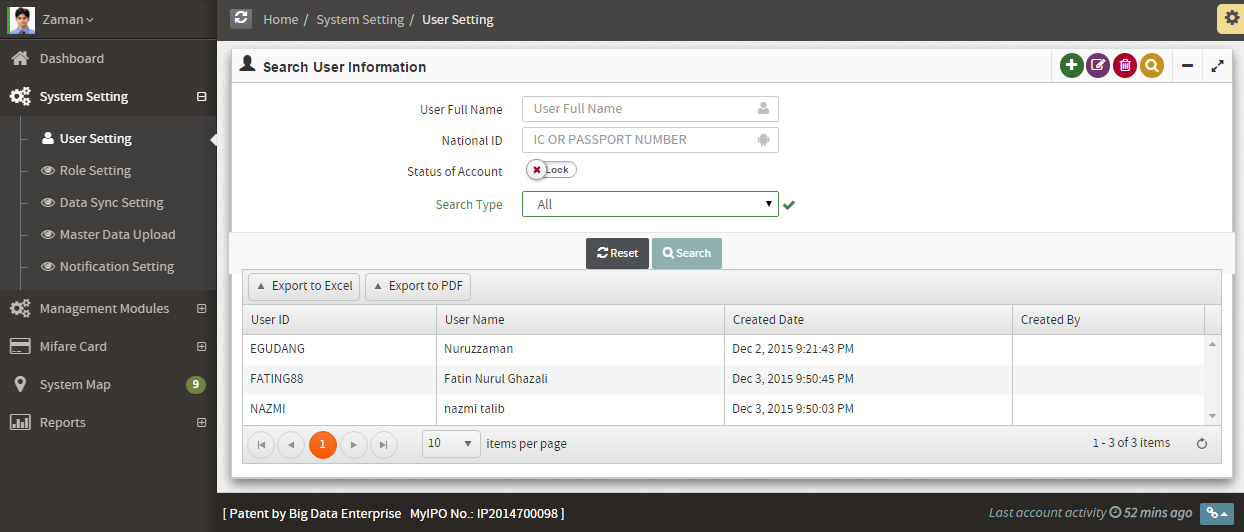 Zaman
Home / System Setting / User Setting
Dashboard
System Setting
User Setting
Role Setting
Data Sync Setting
Master Data Upload
Notification Setting
Management Modules
Mifare Card
System Map 9
Reports
Search User Information
User Full Name User Full Name
National ID IC OR PASSPORT NUMBER
Status of Account Lock
Search Type All
Reset Search
Export to Excel Export to PDF
User ID User Name Created Date Created By
EGUDANG Nuruzzaman Dec 2, 2015 9:21:43 PM
FATING88 Fatin Nurul Ghazali Dec 3, 2015 9:50:45 PM
NAZMI nazmi talib Dec 3, 2015 9:50:03 PM
1 10 items per page 1 - 3 of 3 items
[ Patent by Big Data Enterprise MyIPO No.: IP2014700098 ] Last account activity 52 mins ago